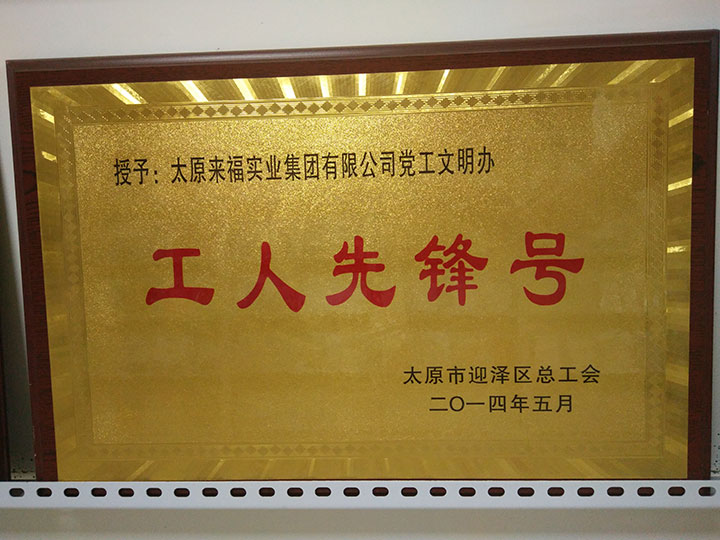 授予：太原来福实业集团有限公司党工文明办
工人先锋号
太原市迎泽区总工会
二〇一四年五月